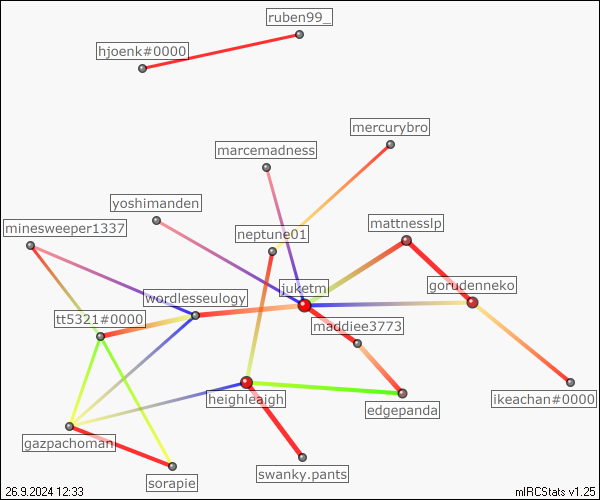 ruben99_
hjoenk#0000
mercurybro
marcemadness
yoshimanden
mattnesslp
minesweeper1337
neptune01
gorudenneko
juketm
wordlesseulogy
tt5321#0000
maddiee3773
heighleaigh
edgepanda
ikeachan#0000
gazpachoman
swanky.pants
sorapie
26.9.2024 12:33
mIRCStats v1.25